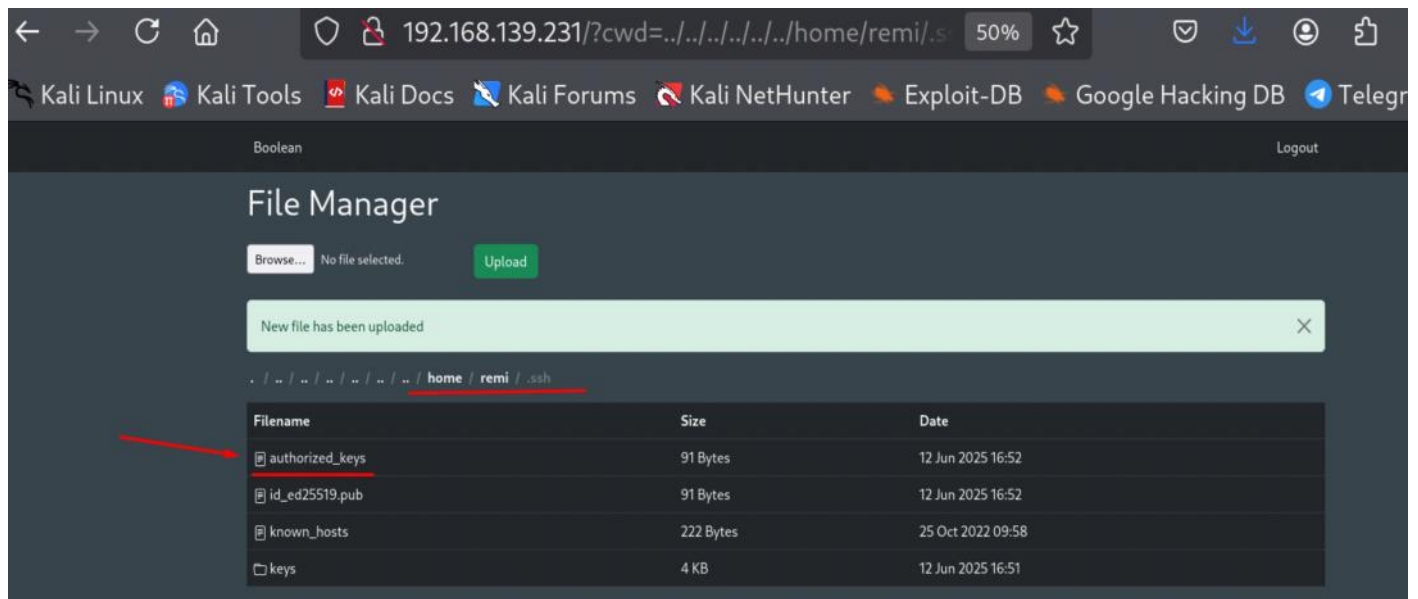 192.168.139.231/?cwd=../../../../../../home/remi/.s 50%
Kali Linux Kali Tools Kali Docs Kali Forums Kali NetHunter Exploit-DB Google Hacking DB Telegr
Boolean Logout
File Manager
Browse... No file selected. Upload
New file has been uploaded
. / .. / .. / .. / .. / .. / .. / home / remi / .ssh
Filename Size Date
authorized_keys 91 Bytes 12 Jun 2025 16:52
id_ed25519.pub 91 Bytes 12 Jun 2025 16:52
known_hosts 222 Bytes 25 Oct 2022 09:58
keys 4 KB 12 Jun 2025 16:51